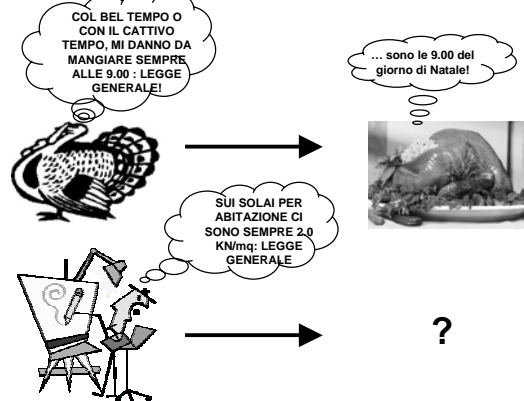 COL BEL TEMPO O
CON IL CATTIVO
TEMPO, MI DANNO DA
MANGIARE SEMPRE
ALLE 9.00 : LEGGE
GENERALE!
... sono le 9.00 del
giorno di Natale!
SUI SOLAI PER
ABITAZIONE CI
SONO SEMPRE 2.0
KN/mq: LEGGE
GENERALE
?